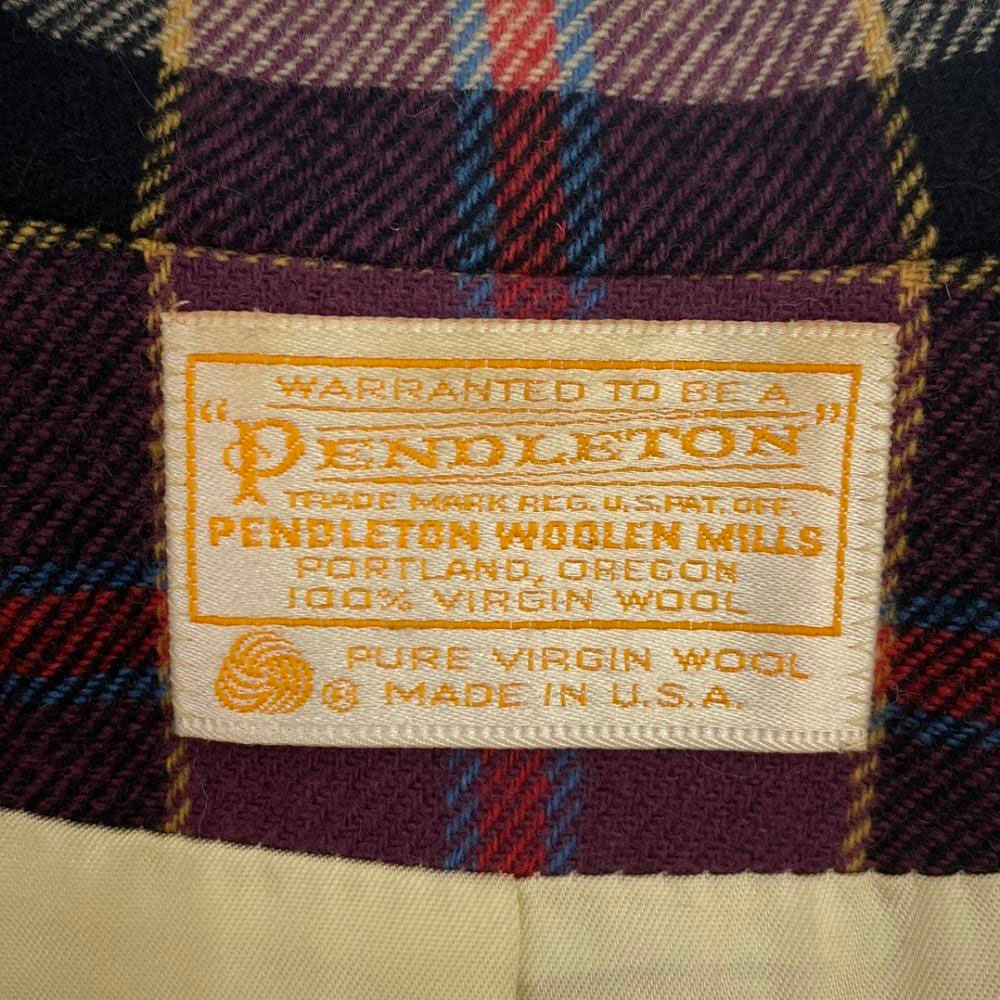 WARRANTED TO BE A
"PENDLETON"
TRADE MARK REG. U.S. PAT. OFF.
PENDLETON WOOLEN MILLS
PORTLAND, OREGON
100% VIRGIN WOOL
PURE VIRGIN WOOL
® MADE IN U.S.A.